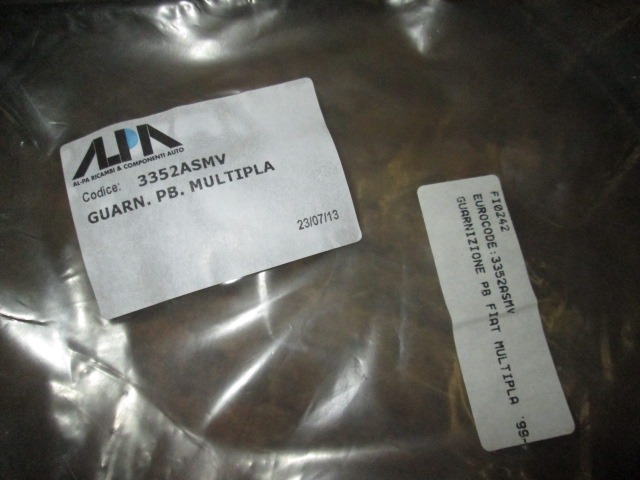 ALPA
AL-PA RICAMBI & COMPONENTI AUTO
Codice: 3352ASMV
GUARN. PB. MULTIPLA
23/07/13
FI0242
EUROCODE:3352ASMV
GUARNIZIONE PB FIAT MULTIPLA '99-